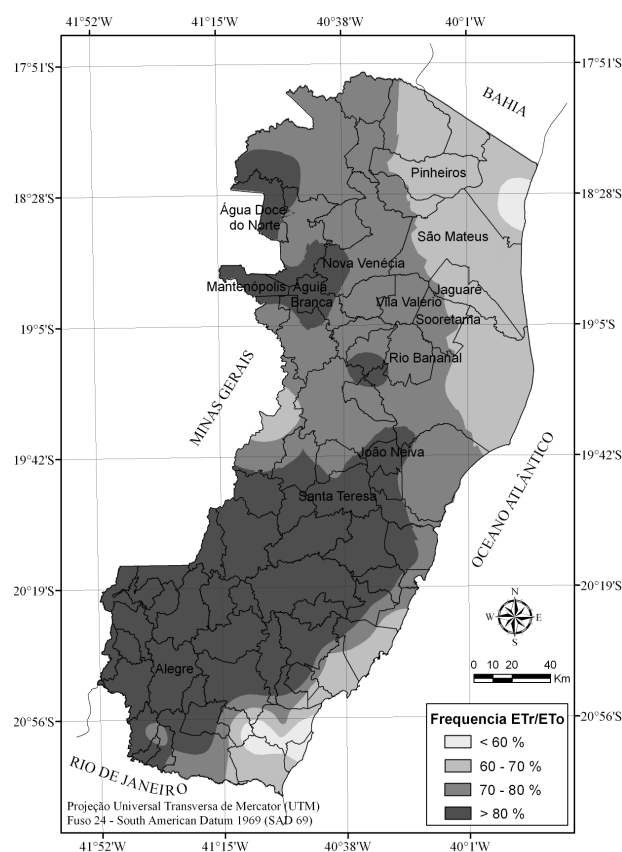 41°52'W 41°15'W 40°38'W 40°1'W
17°51'S 17°51'S
BAHIA
Pinheiros
18°28'S 18°28'S
Água Doce
do Norte
São Mateus
Nova Venécia
Mantenópolis Águia
Branca
Jaguaré
Vila Valério
Sooretama
19°5'S 19°5'S
Rio Bananal
MINAS GERAIS
João Neiva
19°42'S 19°42'S
OCEANO ATLÂNTICO
Santa Teresa
20°19'S 20°19'S
N
W E
S
Alegre
0 10 20 40
Km
20°56'S 20°56'S
Frequencia ETr/ETo
< 60 %
60 - 70 %
70 - 80 %
> 80 %
RIO DE JANEIRO
Projeção Universal Transversa de Mercator (UTM)
Fuso 24 - South American Datum 1969 (SAD 69)
41°52'W 41°15'W 40°38'W 40°1'W